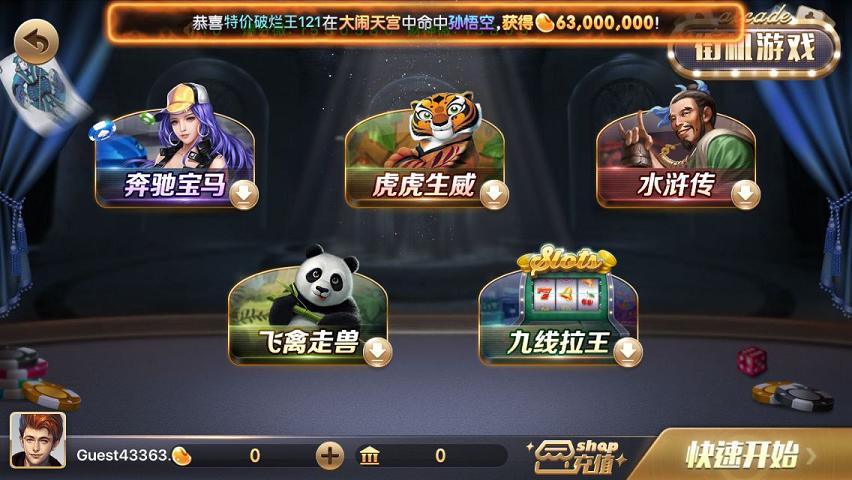 恭喜特价破烂王121在大闹天宫中命中孙悟空,获得63,000,000!
arcade
街机游戏
奔驰宝马
虎虎生威
水浒传
Slots
7
飞禽走兽
九线拉王
Guest43363.
0
0
shop
充值
快速开始